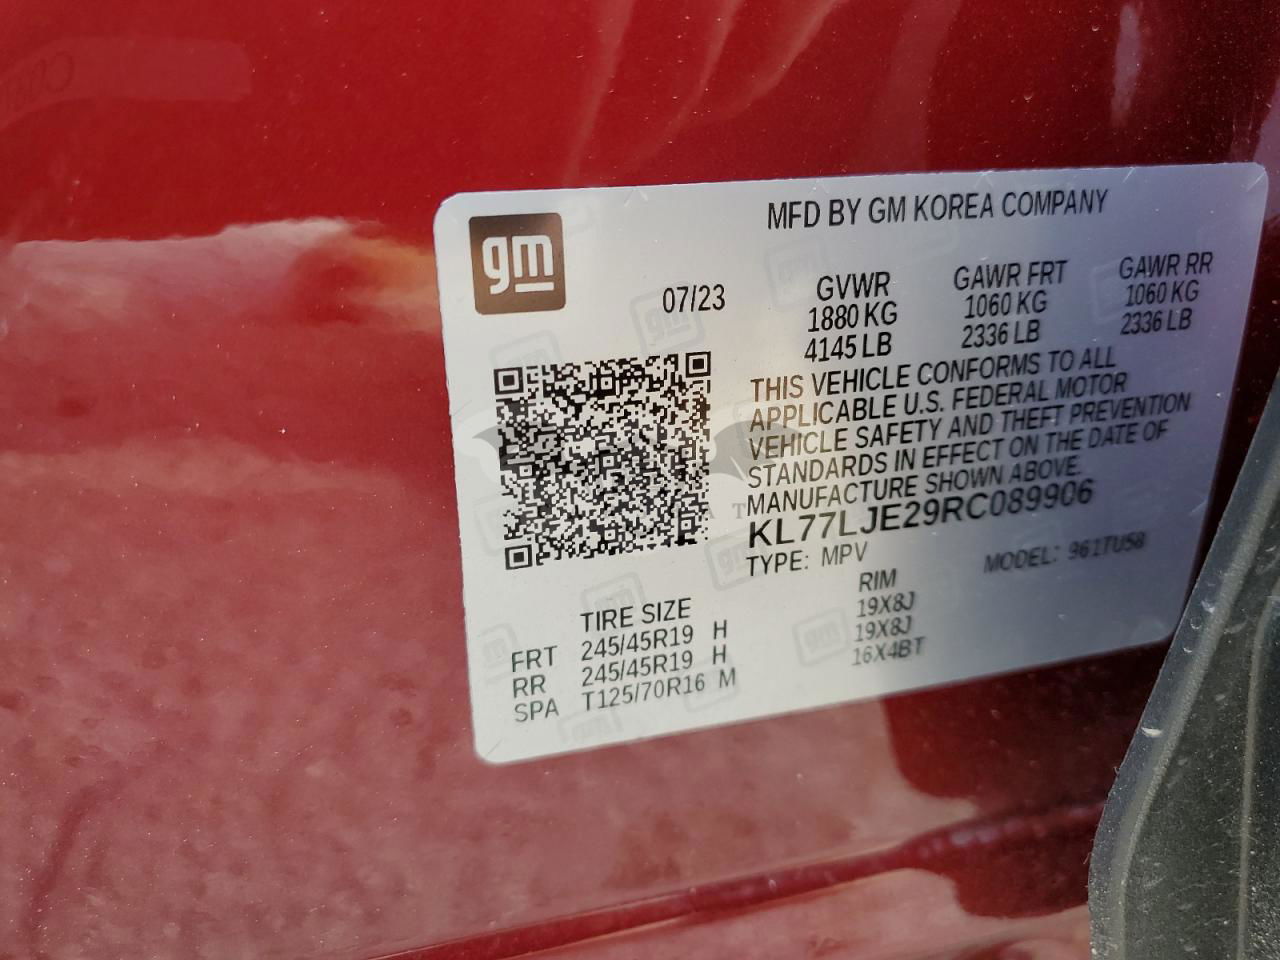 gm
MFD BY GM KOREA COMPANY
07/23
GVWR
1880 KG
4145 LB
GAWR FRT
1060 KG
2336 LB
GAWR RR
1060 KG
2336 LB
THIS VEHICLE CONFORMS TO ALL
APPLICABLE U.S. FEDERAL MOTOR
VEHICLE SAFETY AND THEFT PREVENTION
STANDARDS IN EFFECT ON THE DATE OF
MANUFACTURE SHOWN ABOVE.
KL77LJE29RC089906
TYPE: MPV MODEL: 961TU58
TIRE SIZE RIM
FRT 245/45R19 H 19X8J
RR 245/45R19 H 19X8J
SPA T125/70R16 M 16X4BT